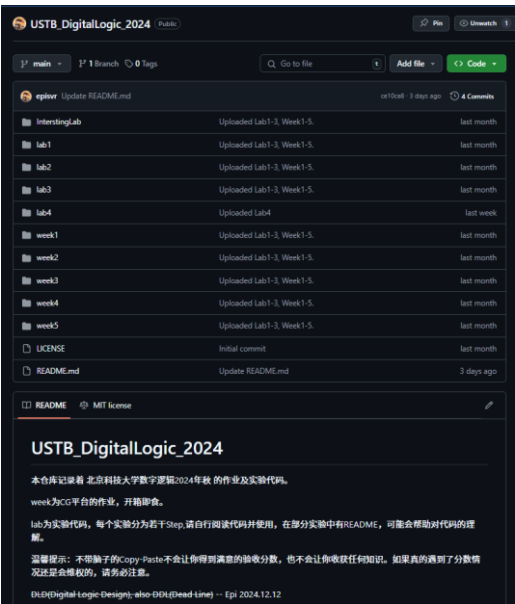 USTB_DigitalLogic_2024 Public Pin Unwatch 1
main 1 Branch 0 Tags Go to file t Add file Code
episvr Update README.md ce10ce8 · 3 days ago 4 Commits
InterstingLab Uploaded Lab1-3, Week1-5. last month
lab1 Uploaded Lab1-3, Week1-5. last month
lab2 Uploaded Lab1-3, Week1-5. last month
lab3 Uploaded Lab1-3, Week1-5. last month
lab4 Uploaded Lab4 last week
week1 Uploaded Lab1-3, Week1-5. last month
week2 Uploaded Lab1-3, Week1-5. last month
week3 Uploaded Lab1-3, Week1-5. last month
week4 Uploaded Lab1-3, Week1-5. last month
week5 Uploaded Lab1-3, Week1-5. last month
LICENSE Initial commit last month
README.md Update README.md 3 days ago
README MIT license
USTB_DigitalLogic_2024
本仓库记录着 北京科技大学数字逻辑2024年秋 的作业及实验代码。
week为CG平台的作业，开箱即食。
lab为实验代码，每个实验分为若干Step,请自行阅读代码并使用，在部分实验中有README，可能会帮助对代码的理
解。
温馨提示：不带脑子的Copy-Paste不会让你得到满意的验收分数，也不会让你收获任何知识。如果真的遇到了分数情
况还是会维权的，请务必注意。
DLD(Digital Logic Design), also DDL(Dead Line) -- Epi 2024.12.12